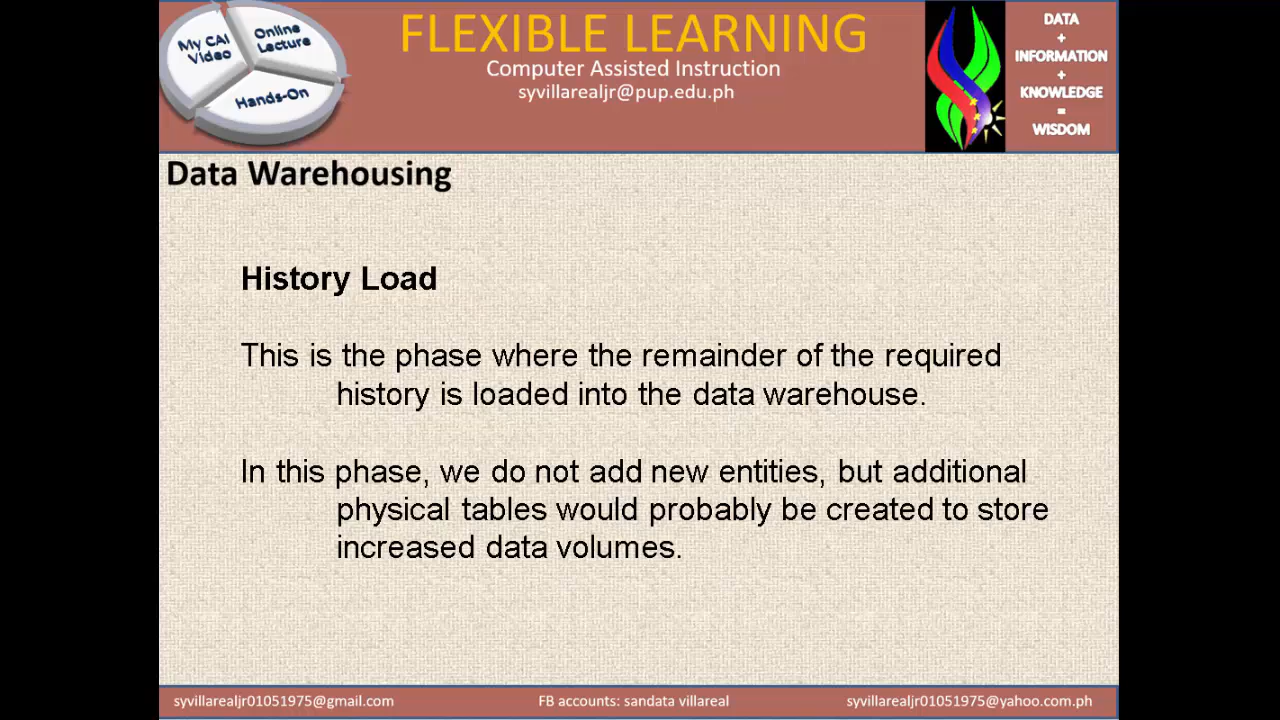 My CAI
Video
Online
Lecture
Hands-On
FLEXIBLE LEARNING
Computer Assisted Instruction
syvillarealjr@pup.edu.ph
DATA
+
INFORMATION
+
KNOWLEDGE
=
WISDOM
Data Warehousing
History Load
This is the phase where the remainder of the required
history is loaded into the data warehouse.
In this phase, we do not add new entities, but additional
physical tables would probably be created to store
increased data volumes.
syvillarealjr01051975@gmail.com
FB accounts: sandata villareal
syvillarealjr01051975@yahoo.com.ph